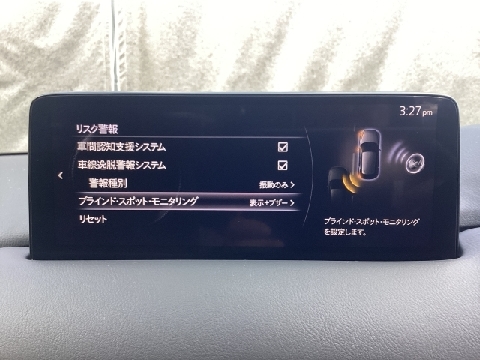 3:27pm
リスク警報
車間認知支援システム
車線逸脱警報システム
警報種別 振動のみ
ブラインド・スポット・モニタリング 表示+ブザー
リセット
ブラインド・スポット・モニタリング
を設定します。